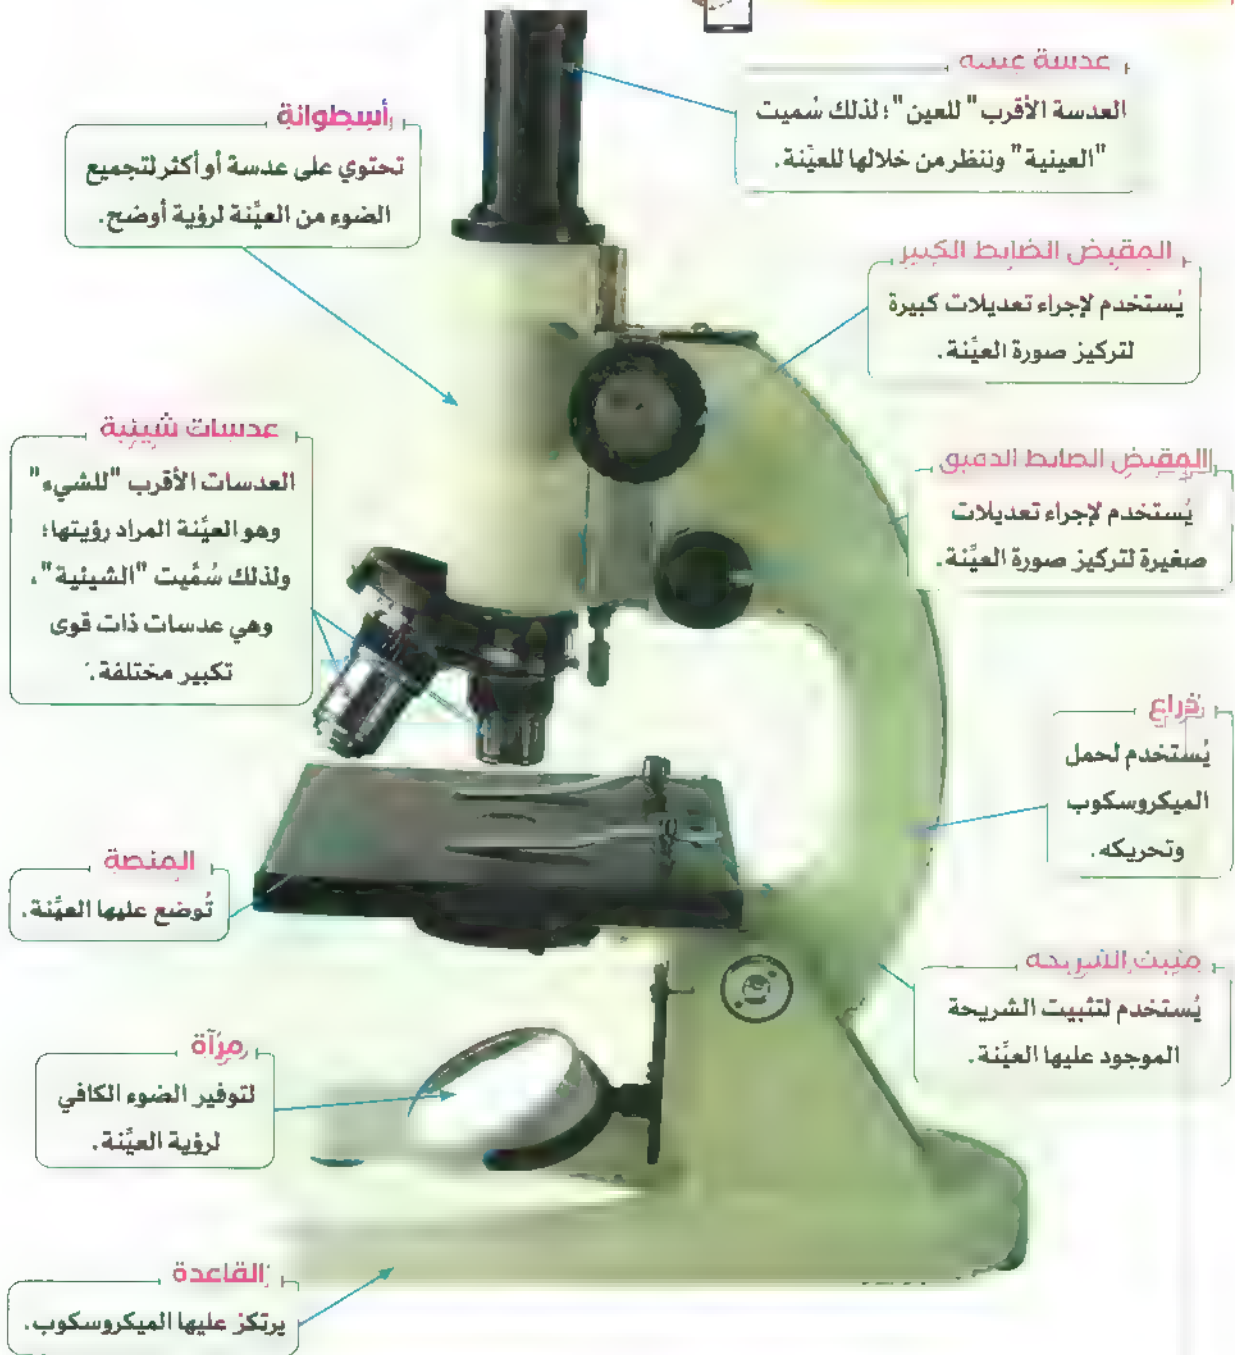 عدسة عينية
العدسة الأقرب "للعين"؛ لذلك سُميت
"العينية" وننظر من خلالها للعيِّنة.
أسطوانة
تحتوي على عدسة أو أكثر لتجميع
الضوء من العيِّنة لرؤية أوضح.
المقبض الضابط الكبير
يُستخدم لإجراء تعديلات كبيرة
لتركيز صورة العيِّنة.
عدسات شيئية
العدسات الأقرب "للشيء"
وهو العيِّنة المراد رؤيتها؛
ولذلك سُمِّيت "الشيئية"،
وهي عدسات ذات قوى
تكبير مختلفة.
المقبض الضابط الدقيق
يُستخدم لإجراء تعديلات
صغيرة لتركيز صورة العيِّنة.
ذراع
يُستخدم لحمل
الميكروسكوب
وتحريكه.
المنصة
تُوضع عليها العيِّنة.
مثبت الشريحة
يُستخدم لتثبيت الشريحة
الموجود عليها العيِّنة.
مرآة
لتوفير الضوء الكافي
لرؤية العيِّنة.
القاعدة
يرتكز عليها الميكروسكوب.